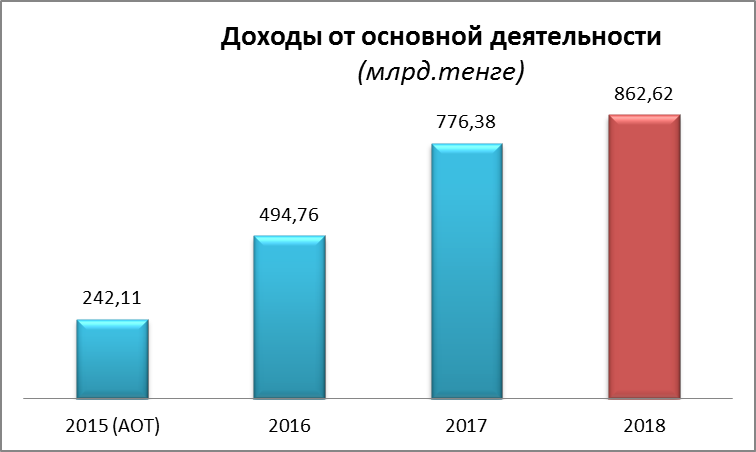 Доходы от основной деятельности
(млрд.тенге)
862,62
776,38
494,76
242,11
2015 (АОТ) 2016 2017 2018